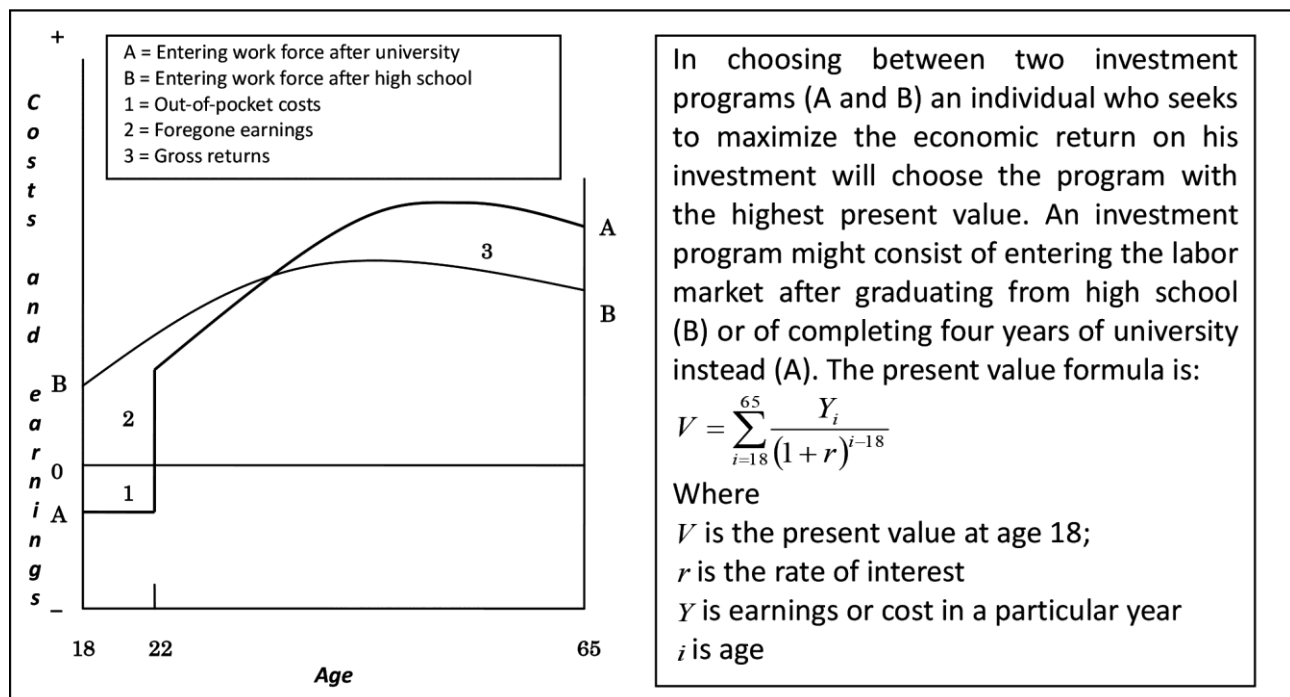 +
A = Entering work force after university
B = Entering work force after high school
1 = Out-of-pocket costs
2 = Foregone earnings
3 = Gross returns
Costs and earnings
A
3
B
B
2
0
1
A
–
18 22 65
Age
In choosing between two investment
programs (A and B) an individual who seeks
to maximize the economic return on his
investment will choose the program with
the highest present value. An investment
program might consist of entering the labor
market after graduating from high school
(B) or of completing four years of university
instead (A). The present value formula is:
V = \sum_{i=18}^{65} \frac{Y_i}{(1+r)^{i-18}}
Where
V is the present value at age 18;
r is the rate of interest
Y is earnings or cost in a particular year
i is age